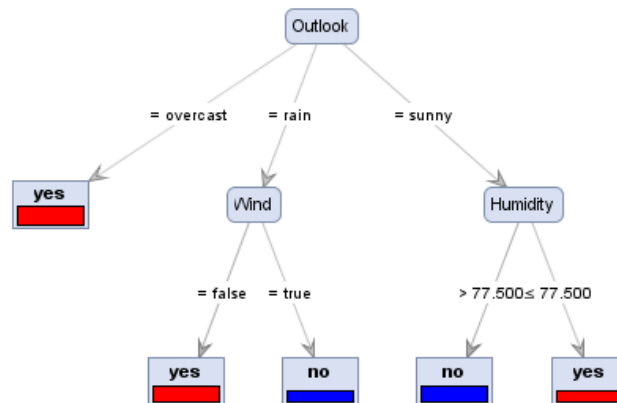 Outlook
= overcast
= rain
= sunny
yes
Wind
Humidity
= false
= true
> 77.500
≤ 77.500
yes
no
no
yes